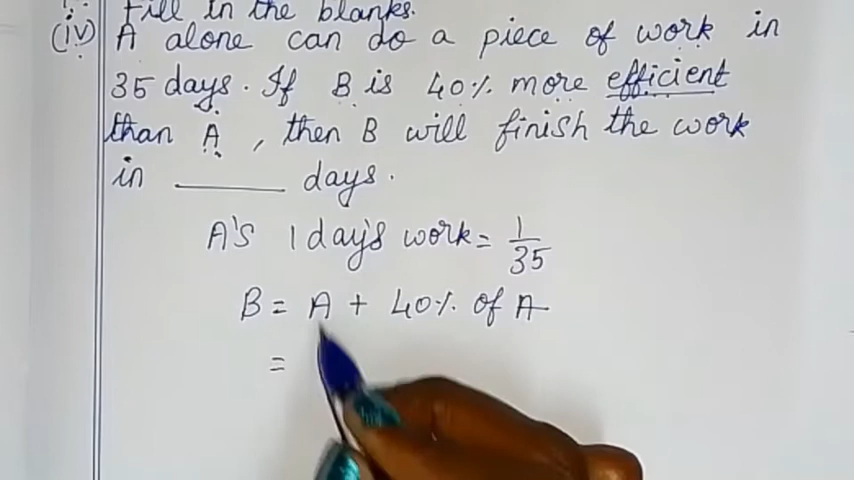 Fill in the blanks.
(iv) A alone can do a piece of work in
35 days. If B is 40% more efficient
than A, then B will finish the work
in ______ days.
A's 1 day's work = 1/35
B = A + 40% of A
=